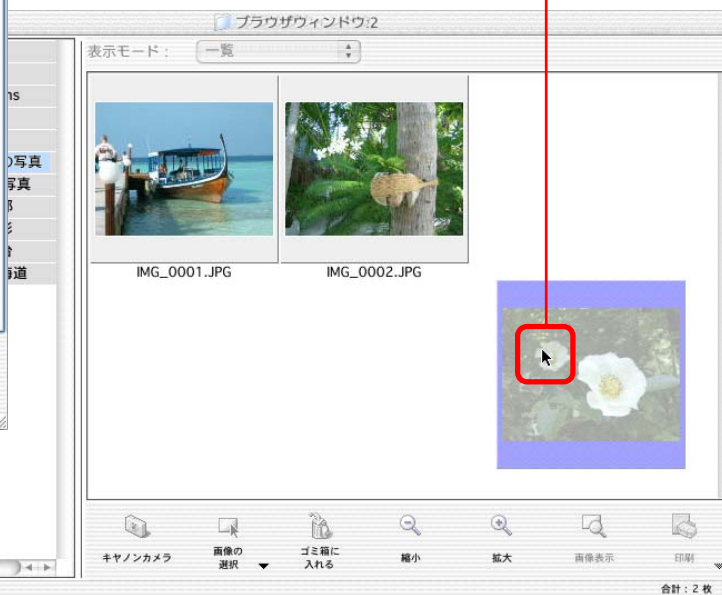 ブラウザウィンドウ:2
表示モード：
一覧
の写真
写真
海道
IMG_0001.JPG
IMG_0002.JPG
キヤノンカメラ
画像の
選択
ゴミ箱に
入れる
縮小
拡大
画像表示
印刷
合計：2 枚